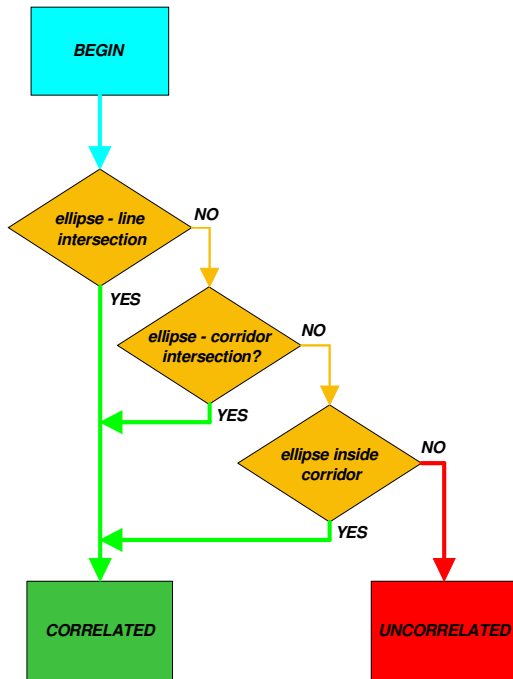 BEGIN
ellipse - line
intersection
NO
YES
ellipse - corridor
intersection?
NO
YES
ellipse inside
corridor
NO
YES
CORRELATED
UNCORRELATED